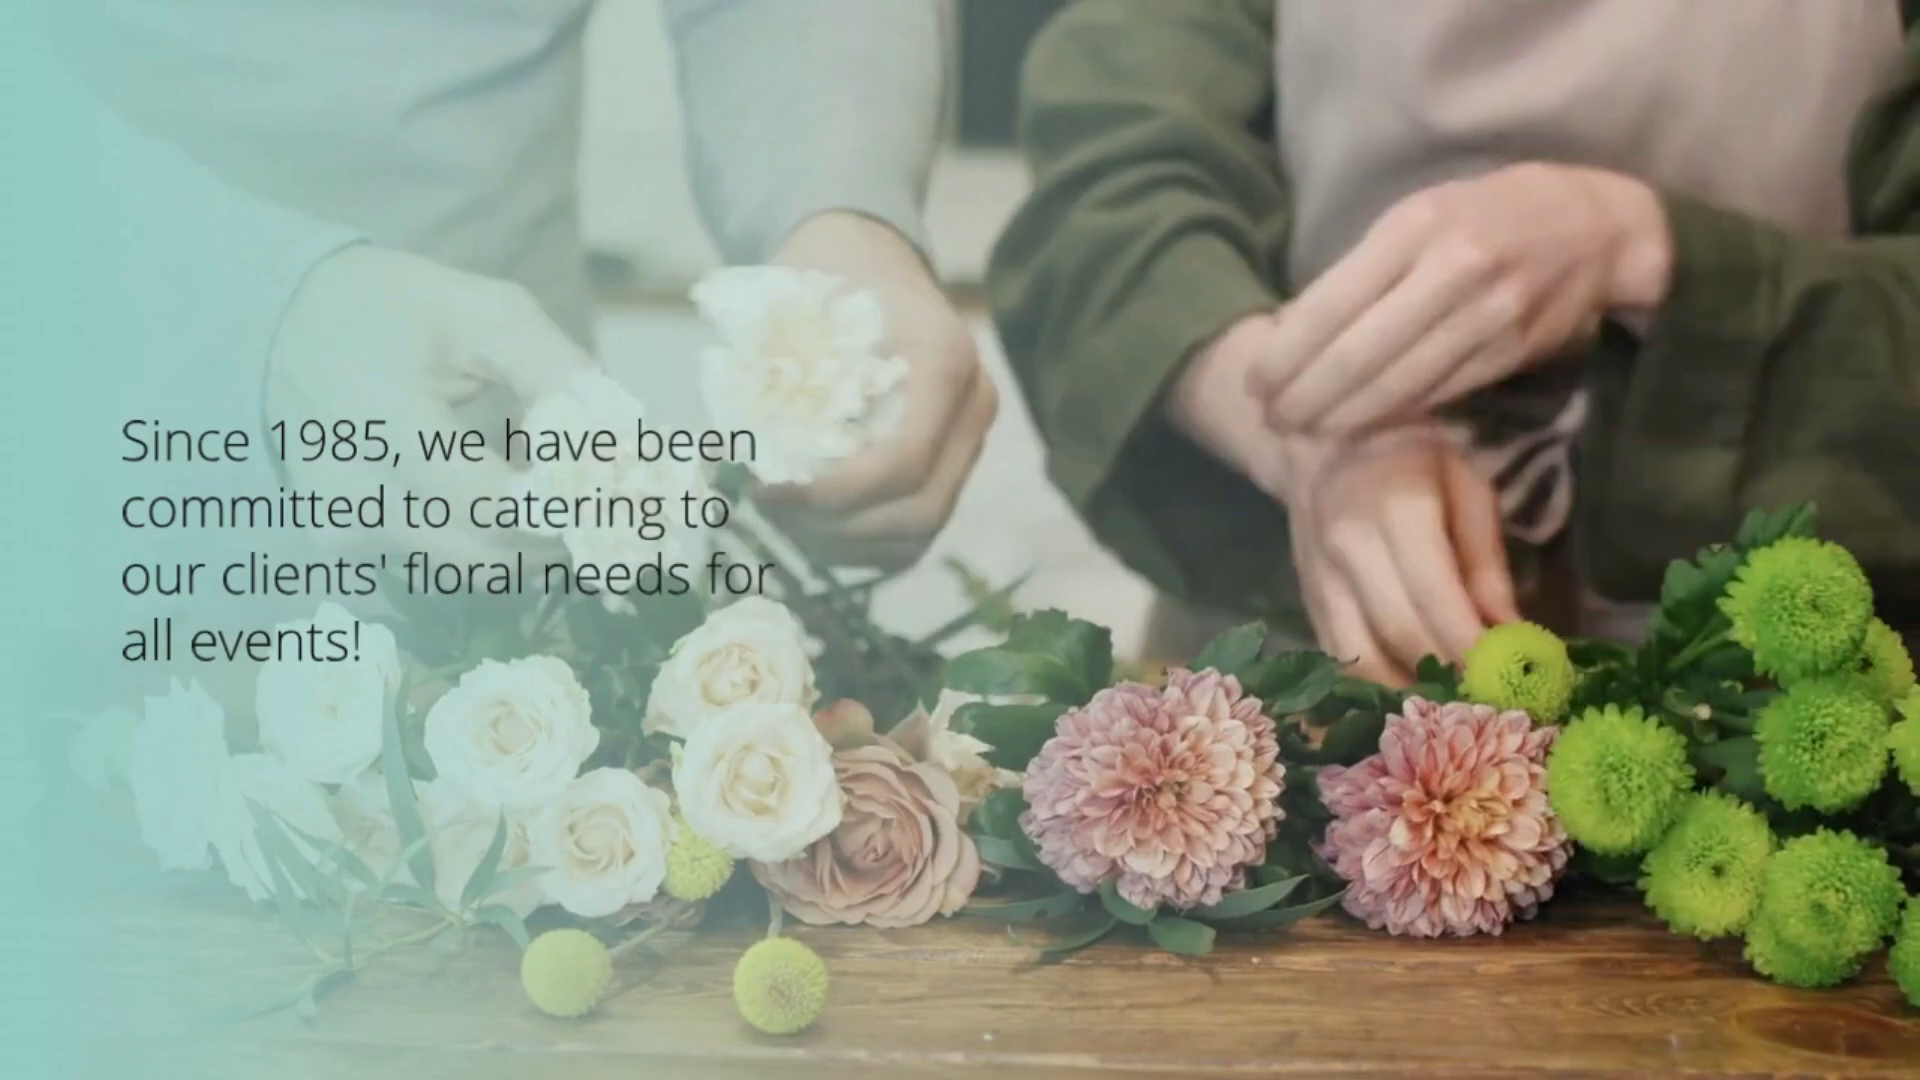 Since 1985, we have been
committed to catering to
our clients' floral needs for
all events!